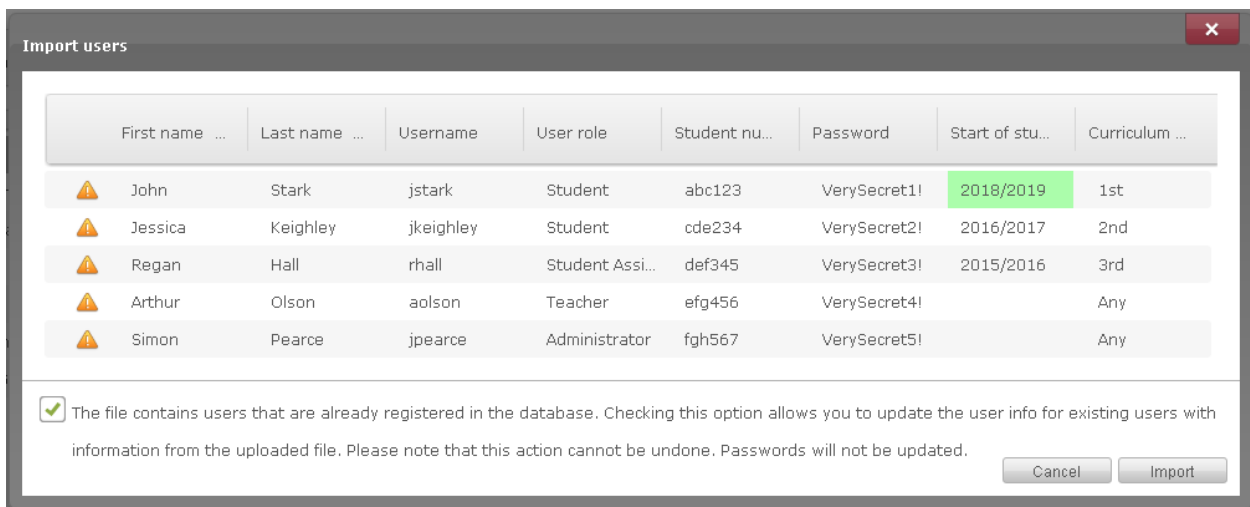 Import users
First name ... Last name ... Username User role Student nu... Password Start of stu... Curriculum ...
John Stark jstark Student abc123 VerySecret1! 2018/2019 1st
Jessica Keighley jkeighley Student cde234 VerySecret2! 2016/2017 2nd
Regan Hall rhall Student Assi... def345 VerySecret3! 2015/2016 3rd
Arthur Olson aolson Teacher efg456 VerySecret4! Any
Simon Pearce jpearce Administrator fgh567 VerySecret5! Any
The file contains users that are already registered in the database. Checking this option allows you to update the user info for existing users with
information from the uploaded file. Please note that this action cannot be undone. Passwords will not be updated.
Cancel Import